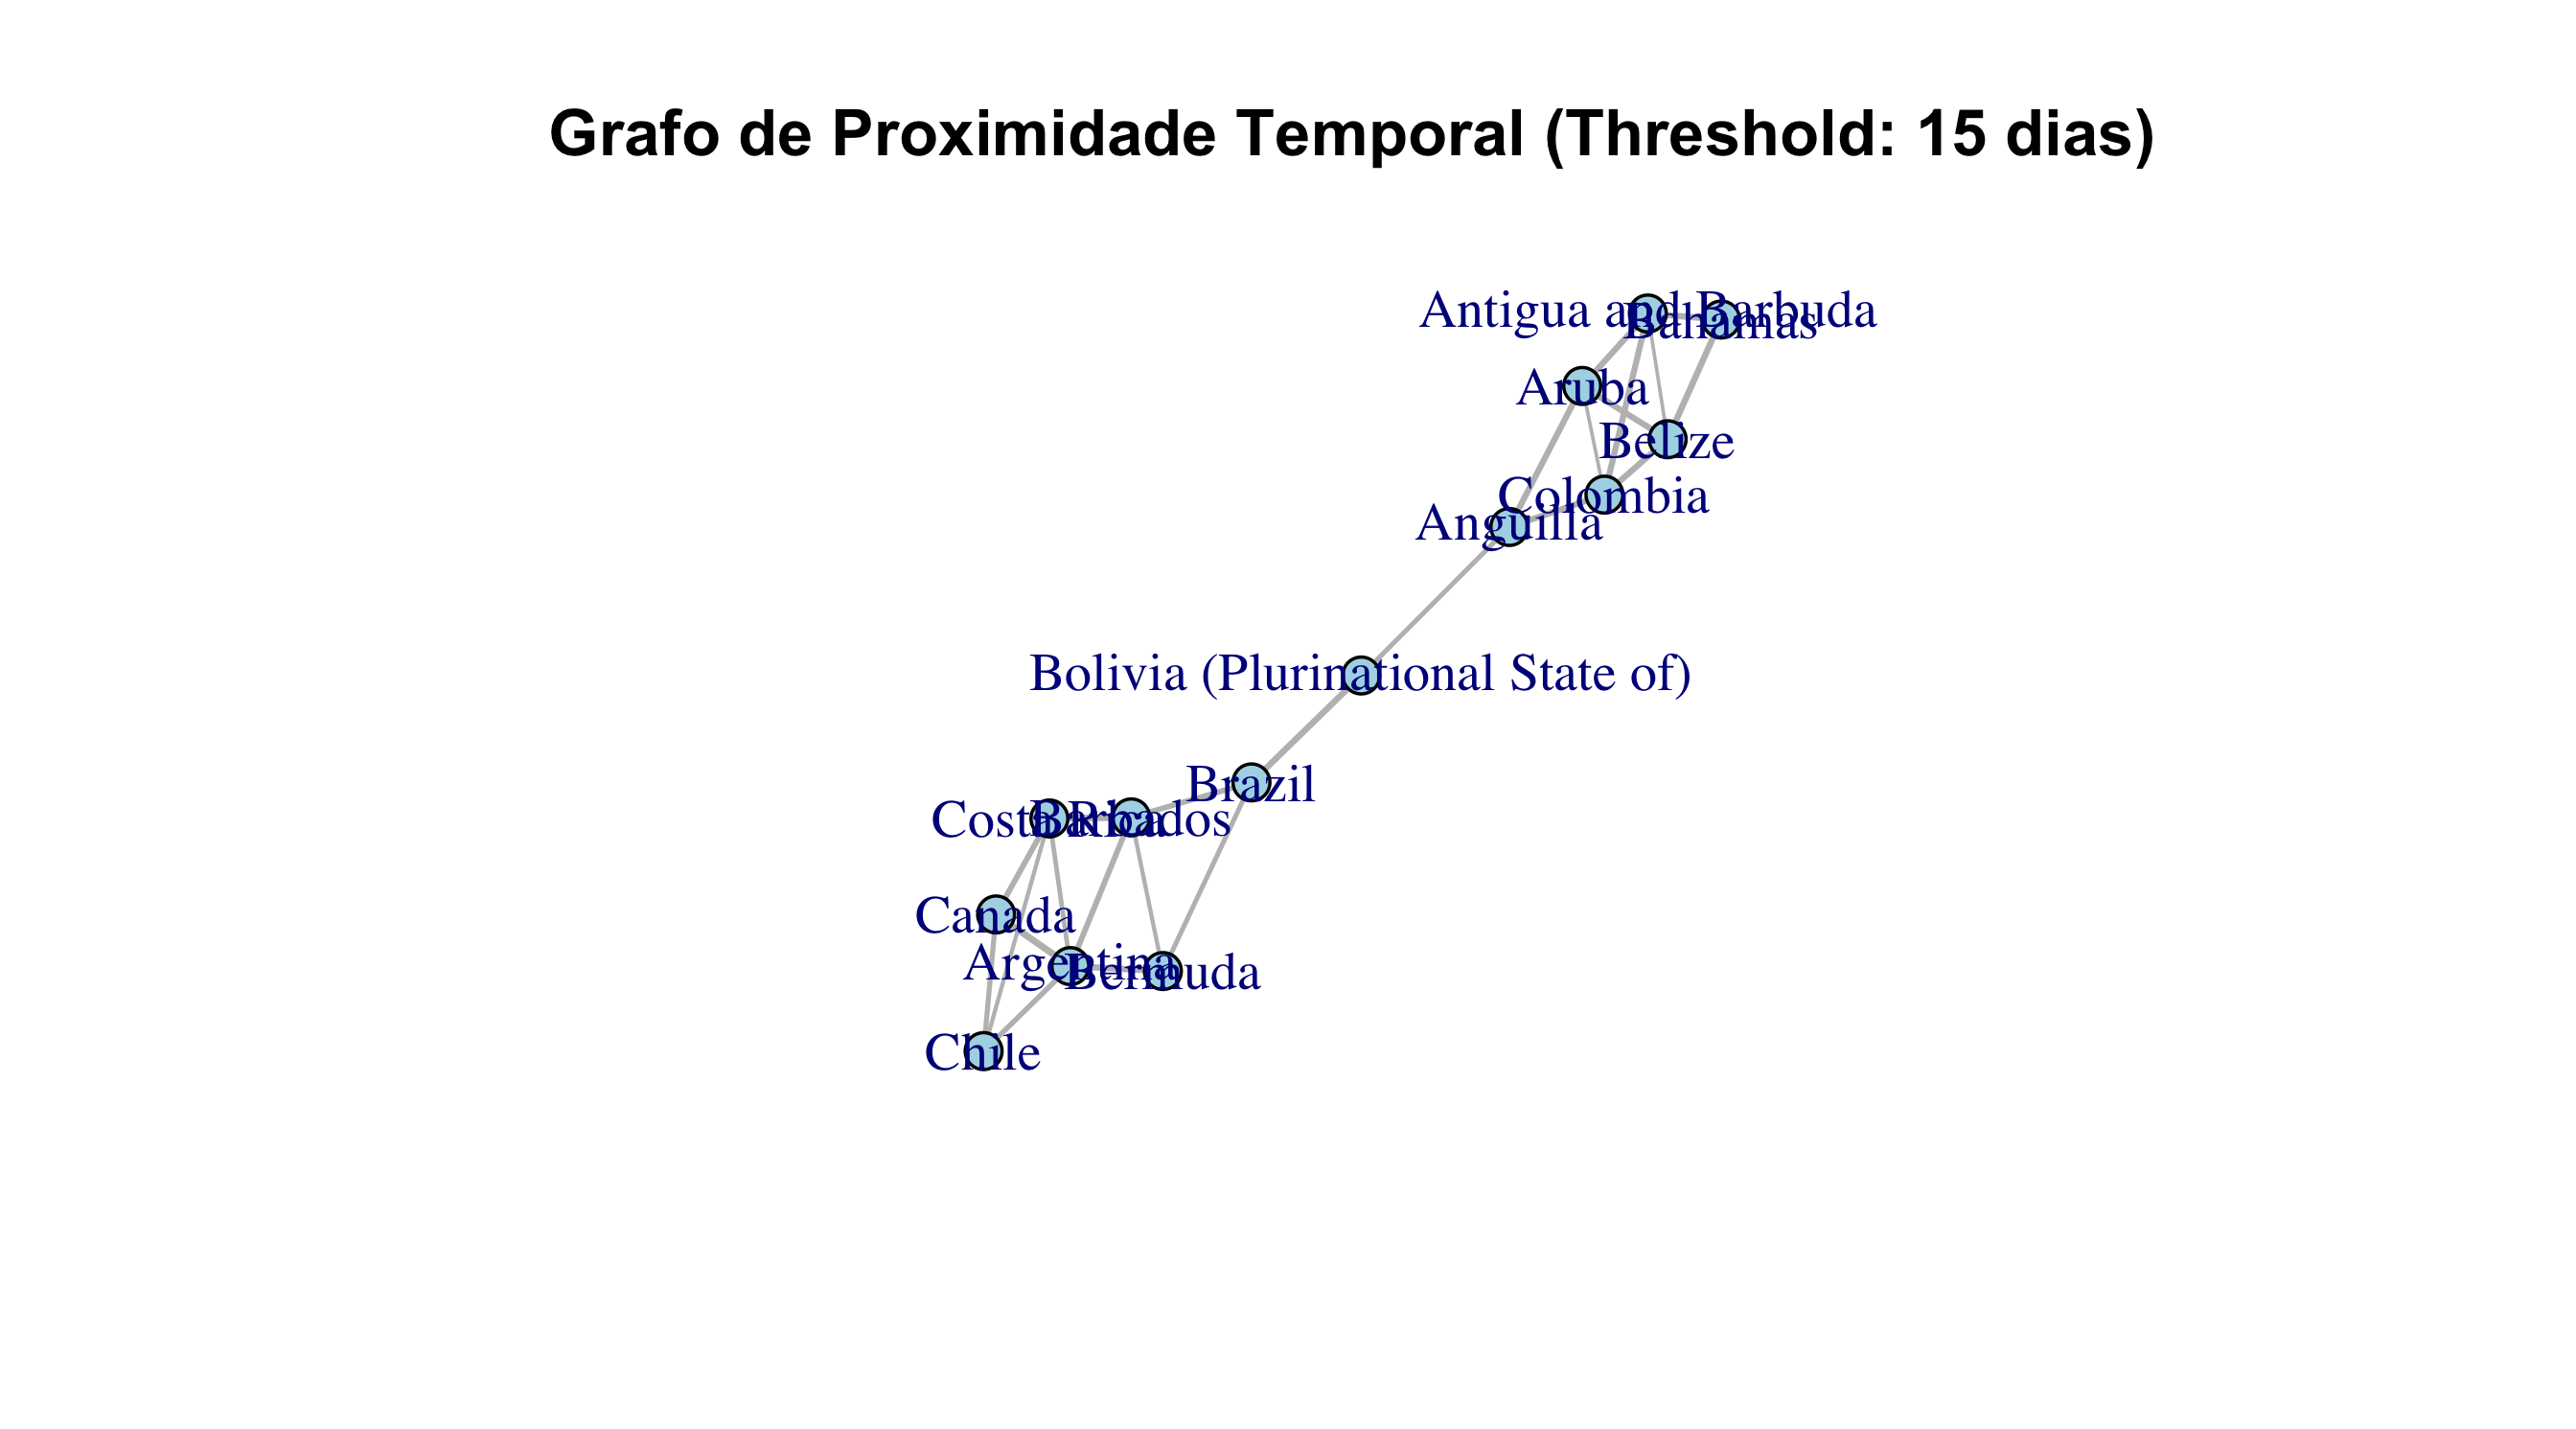 Grafo de Proximidade Temporal (Threshold: 15 dias)
Antigua and Barbuda
Bahamas
Aruba
Belize
Colombia
Anguilla
Bolivia (Plurinational State of)
Brazil
Costa Rica
Barbados
Canada
Argentina
Bermuda
Chile